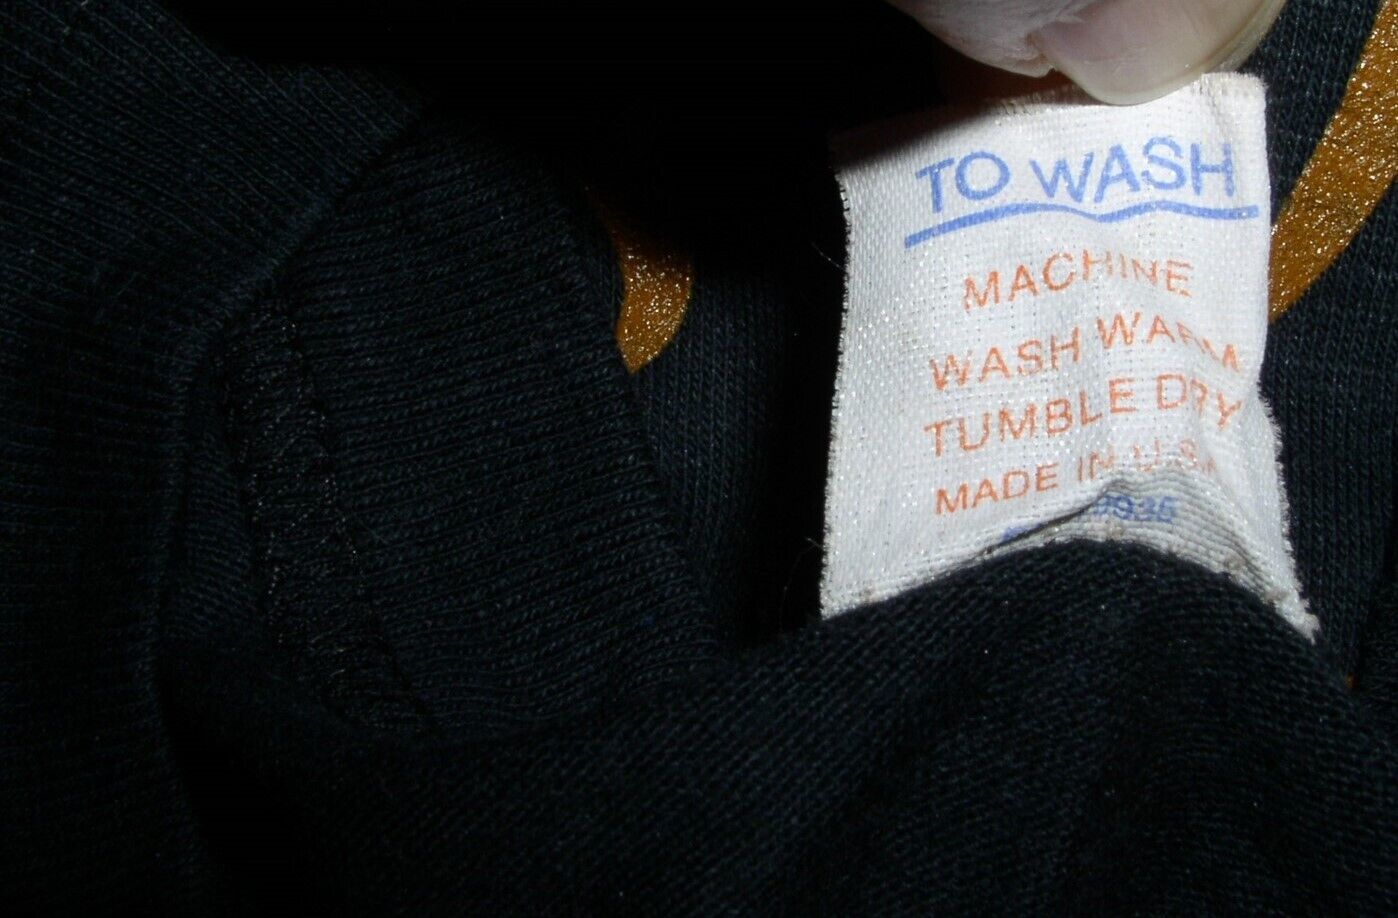 TO WASH
MACHINE
WASH WARM
TUMBLE DRY
MADE IN U.S.A